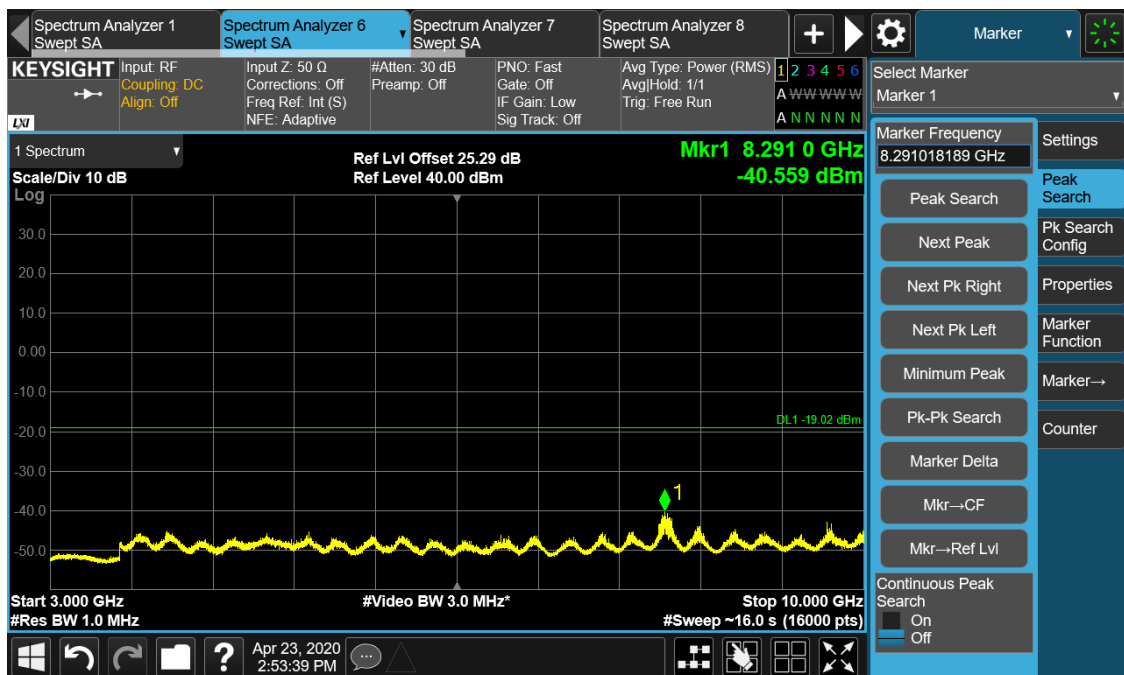 Spectrum Analyzer 1
Swept SA
Spectrum Analyzer 6
Swept SA
Spectrum Analyzer 7
Swept SA
Spectrum Analyzer 8
Swept SA
Marker
KEYSIGHT
LXI
Input: RF
Coupling: DC
Align: Off
Input Z: 50 Ω
Corrections: Off
Freq Ref: Int (S)
NFE: Adaptive
#Atten: 30 dB
Preamp: Off
PNO: Fast
Gate: Off
IF Gain: Low
Sig Track: Off
Avg Type: Power (RMS)
Avg|Hold: 1/1
Trig: Free Run
1 2 3 4 5 6
A W W W W W
A N N N N N
Select Marker
Marker 1
1 Spectrum
Scale/Div 10 dB
Log
Ref Lvl Offset 25.29 dB
Ref Level 40.00 dBm
Mkr1 8.291 0 GHz
-40.559 dBm
30.0
20.0
10.0
0.00
-10.0
-20.0
-30.0
-40.0
-50.0
DL1 -19.02 dBm
1
Start 3.000 GHz
#Res BW 1.0 MHz
#Video BW 3.0 MHz*
Stop 10.000 GHz
#Sweep ~16.0 s (16000 pts)
Marker Frequency
8.291018189 GHz
Peak Search
Next Peak
Next Pk Right
Next Pk Left
Minimum Peak
Pk-Pk Search
Marker Delta
Mkr→CF
Mkr→Ref Lvl
Continuous Peak
Search
On
Off
Settings
Peak
Search
Pk Search
Config
Properties
Marker
Function
Marker→
Counter
?
Apr 23, 2020
2:53:39 PM